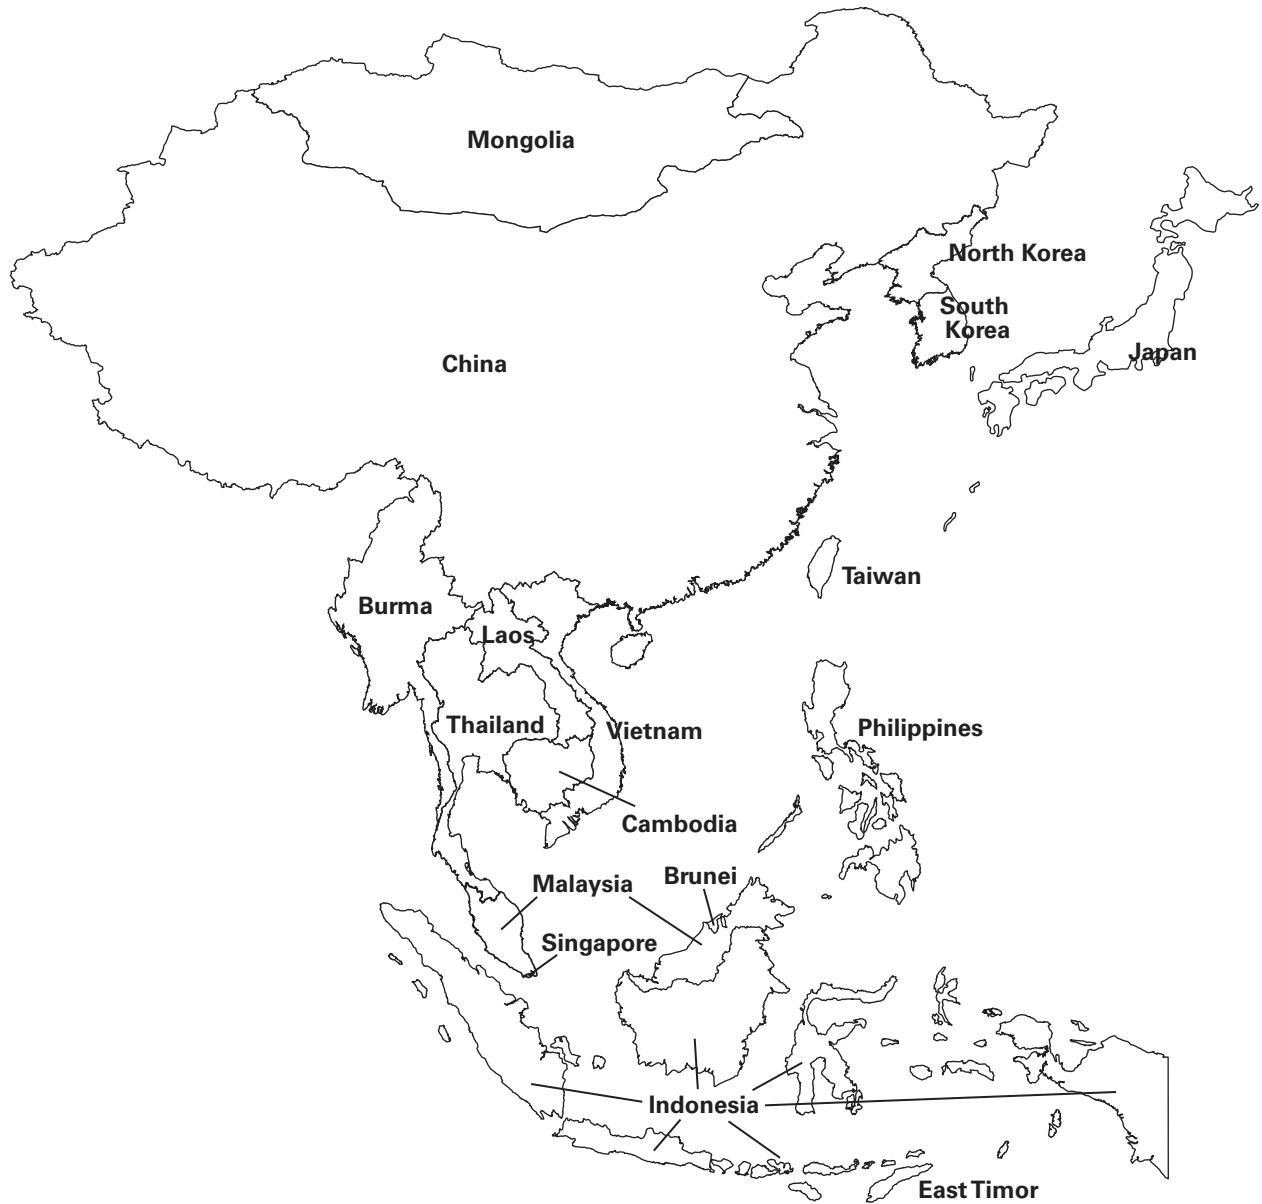 Mongolia
North Korea
South
Korea
China
Japan
Taiwan
Burma
Laos
Thailand
Vietnam
Philippines
Cambodia
Malaysia
Brunei
Singapore
Indonesia
East Timor